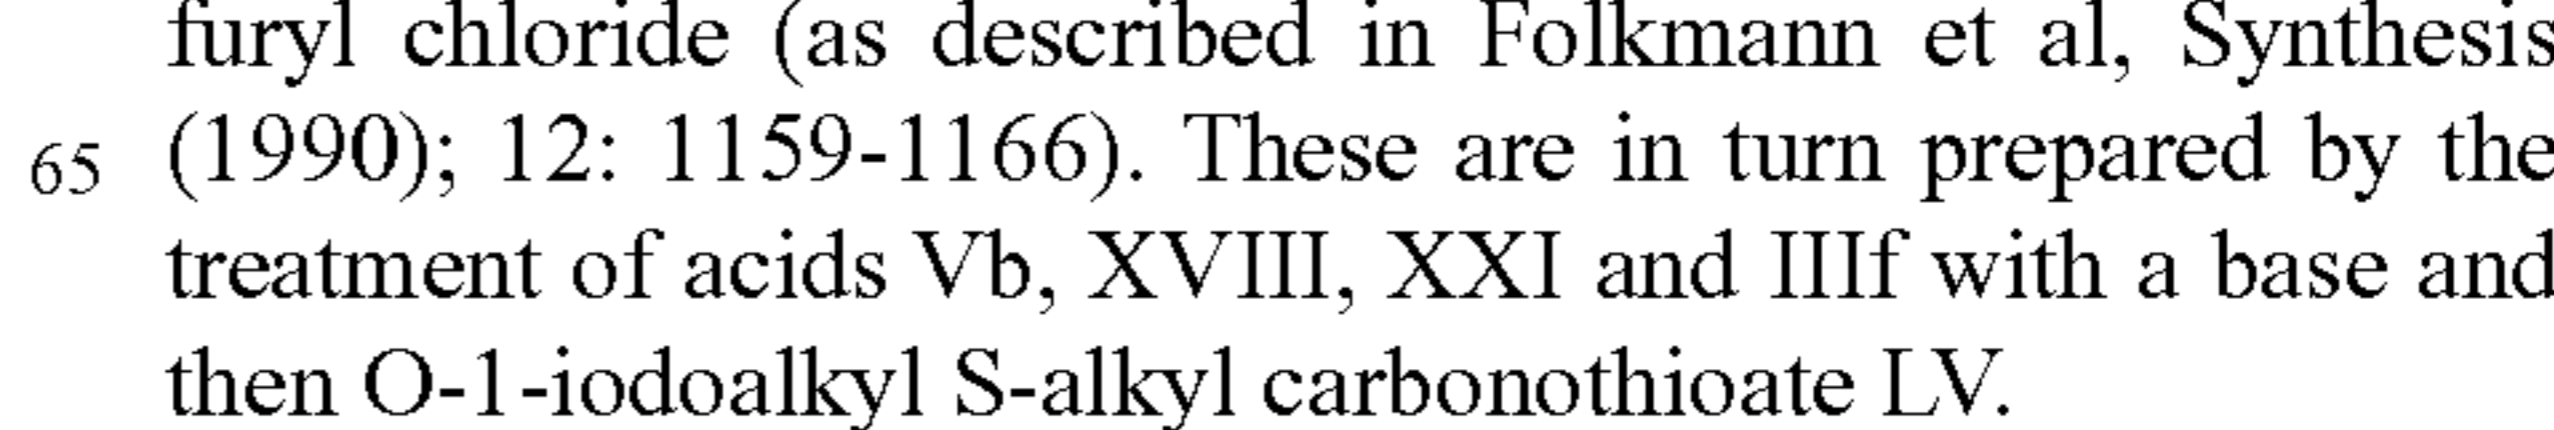 furyl chloride (as described in Folkmann et al, Synthesis
65 (1990); 12: 1159-1166). These are in turn prepared by the
treatment of acids Vb, XVIII, XXI and IIIf with a base and
then O-1-iodoalkyl S-alkyl carbonothioate LV.